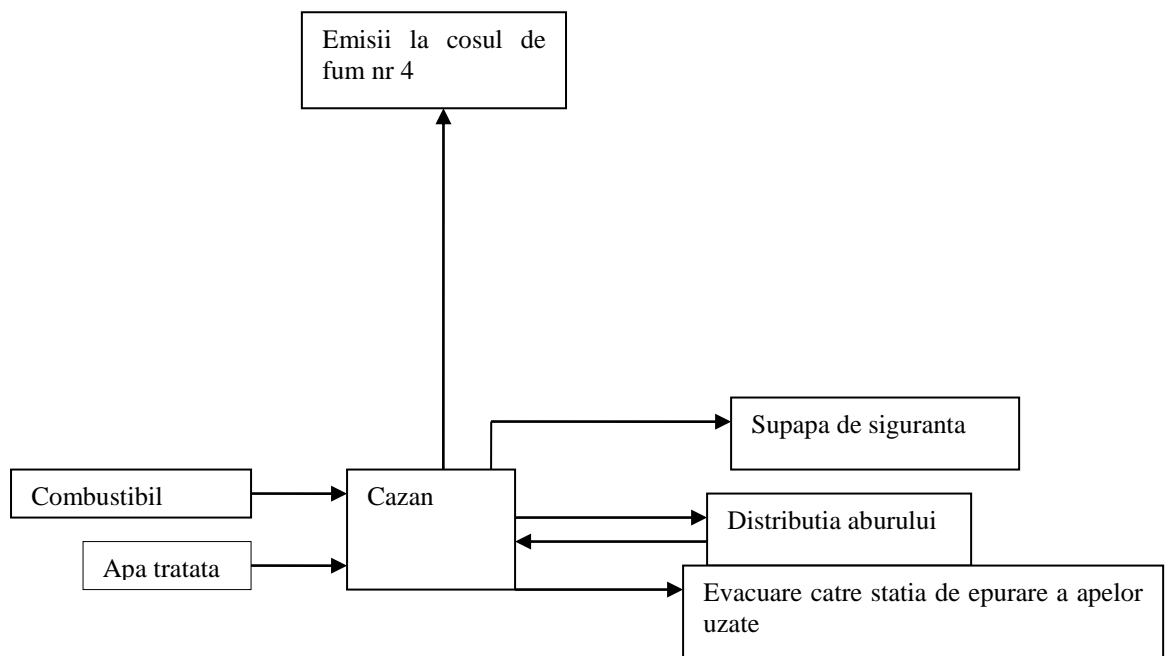 Emisii la cosul de
fum nr 4
Supapa de siguranta
Combustibil
Cazan
Distributia aburului
Apa tratata
Evacuare catre statia de epurare a apelor
uzate